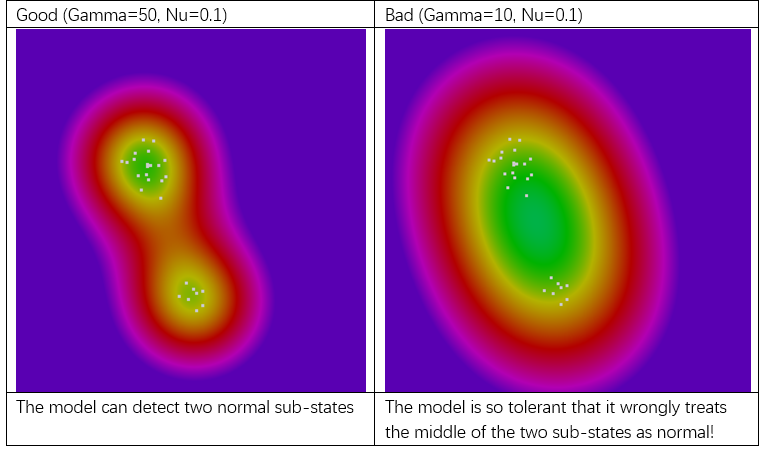 Good (Gamma=50, Nu=0.1)
Bad (Gamma=10, Nu=0.1)
The model can detect two normal sub-states
The model is so tolerant that it wrongly treats
the middle of the two sub-states as normal!